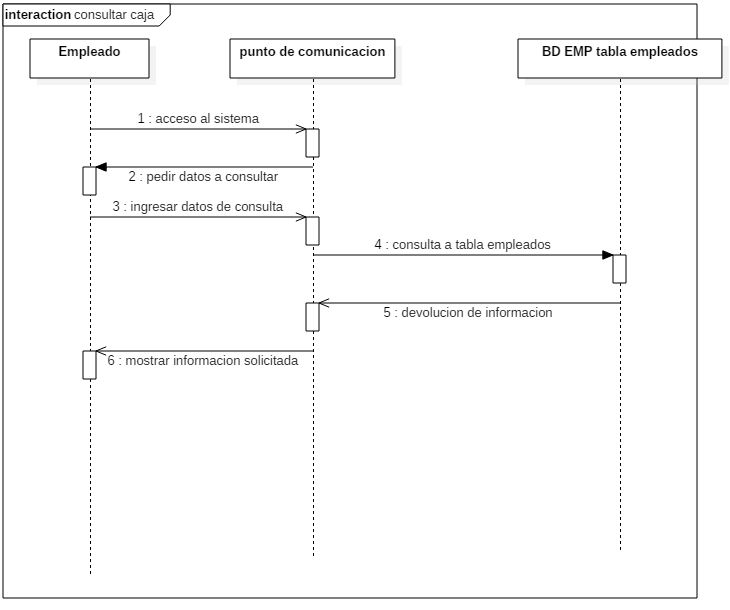 interaction consultar caja
Empleado
punto de comunicacion
BD EMP tabla empleados
1 : acceso al sistema
2 : pedir datos a consultar
3 : ingresar datos de consulta
4 : consulta a tabla empleados
5 : devolucion de informacion
6 : mostrar informacion solicitada